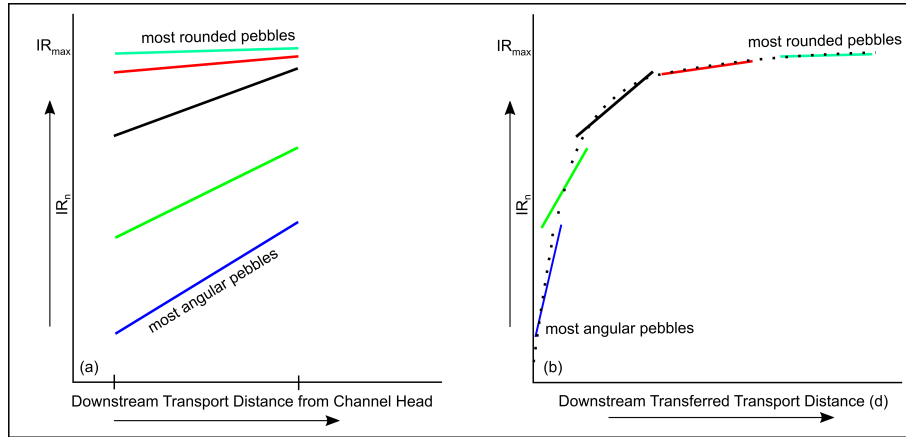 IRmax
most rounded pebbles
IRn
most angular pebbles
(a)
Downstream Transport Distance from Channel Head
IRmax
most rounded pebbles
IRn
most angular pebbles
(b)
Downstream Transferred Transport Distance (d)